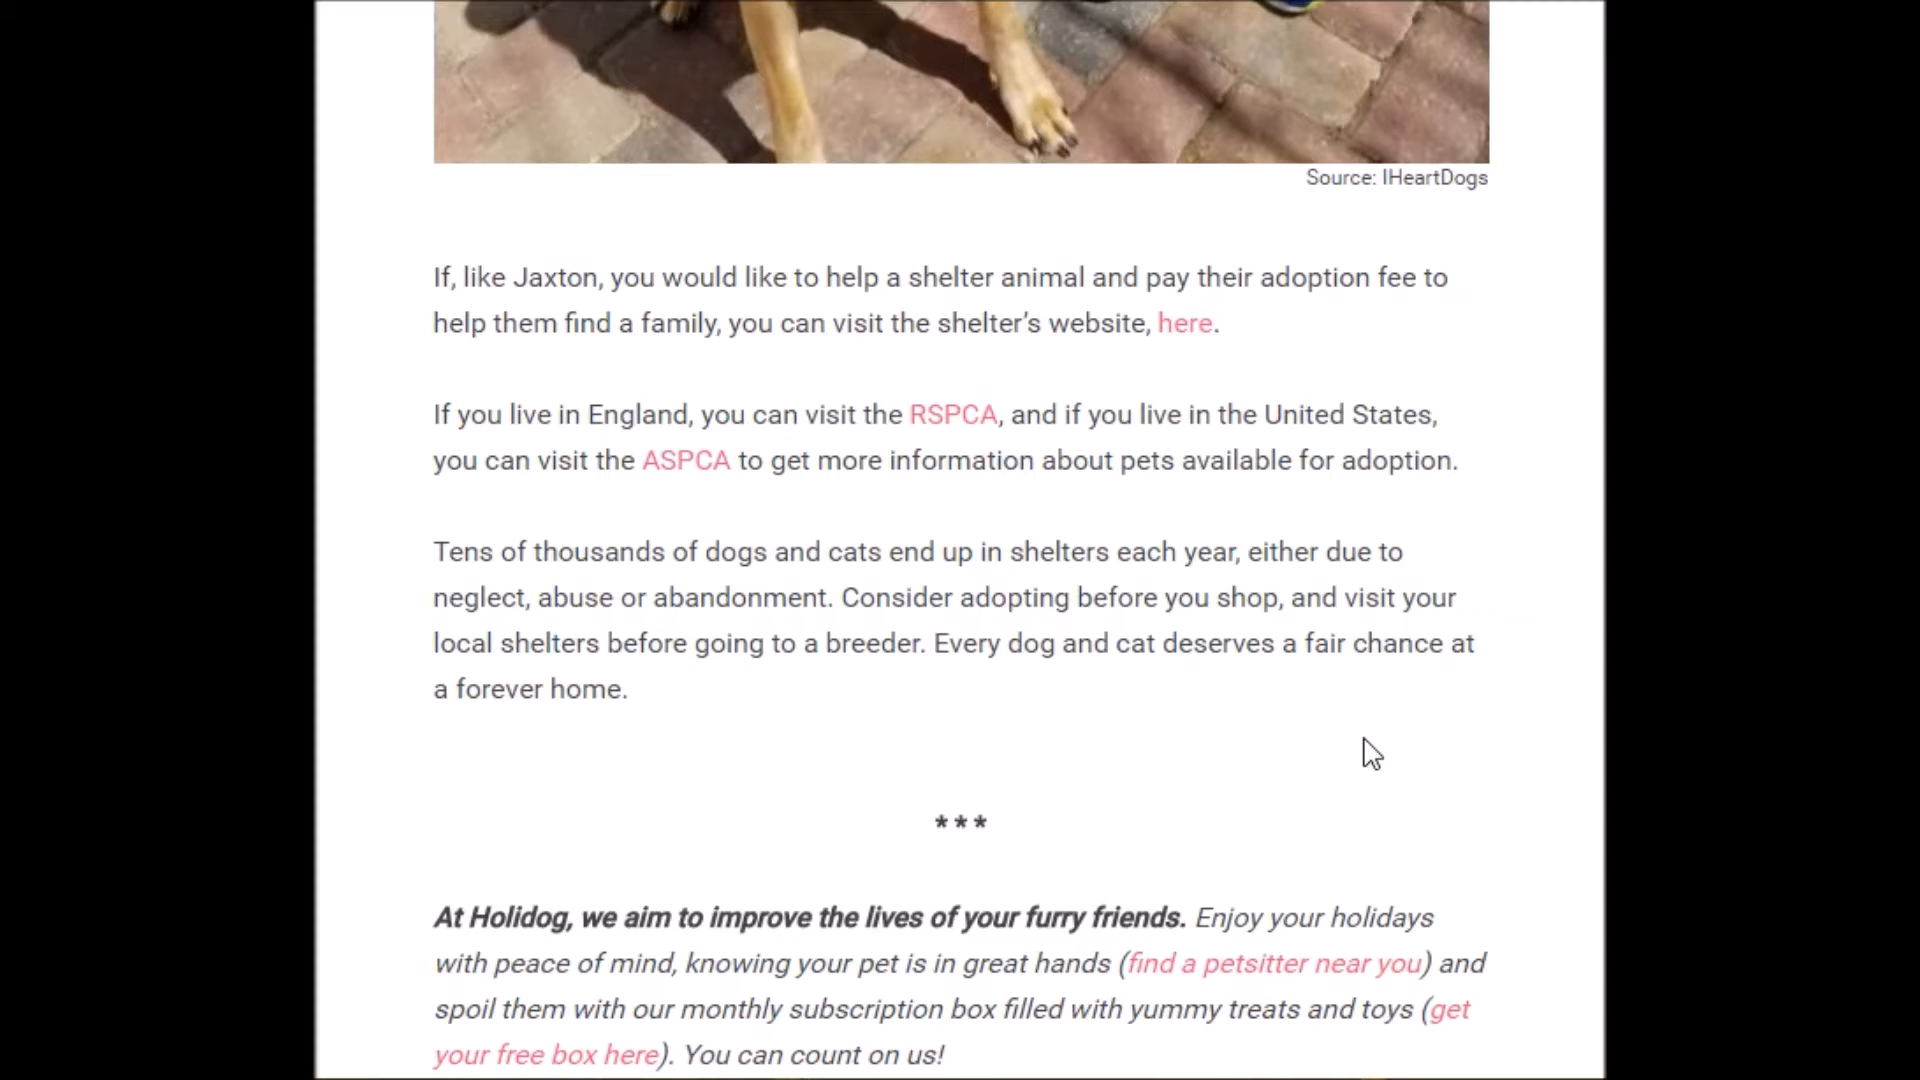 Source: IHeartDogs
If, like Jaxton, you would like to help a shelter animal and pay their adoption fee to
help them find a family, you can visit the shelter’s website, here.
If you live in England, you can visit the RSPCA, and if you live in the United States,
you can visit the ASPCA to get more information about pets available for adoption.
Tens of thousands of dogs and cats end up in shelters each year, either due to
neglect, abuse or abandonment. Consider adopting before you shop, and visit your
local shelters before going to a breeder. Every dog and cat deserves a fair chance at
a forever home.
***
At Holidog, we aim to improve the lives of your furry friends. Enjoy your holidays
with peace of mind, knowing your pet is in great hands (find a petsitter near you) and
spoil them with our monthly subscription box filled with yummy treats and toys (get
your free box here). You can count on us!